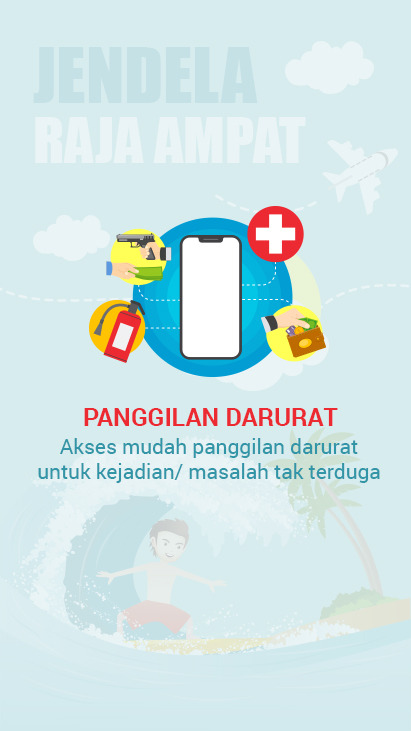 JENDELA
RAJA AMPAT
PANGGILAN DARURAT
Akses mudah panggilan darurat
untuk kejadian/ masalah tak terduga